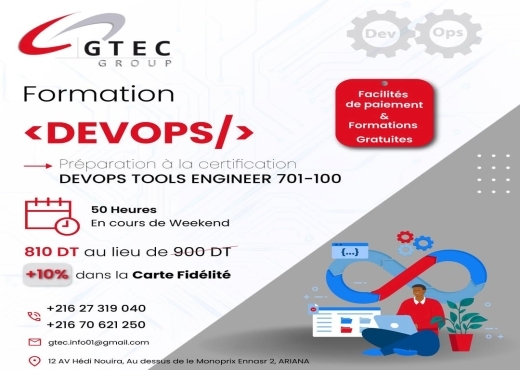 GTEC
GROUP
Dev Ops
Formation
<DEVOPS/>
Facilités
de paiement
&
Formations
Gratuites
Préparation à la certification
DEVOPS TOOLS ENGINEER 701-100
50 Heures
En cours de Weekend
810 DT au lieu de 900 DT
+10% dans la Carte Fidélité
{...}
+216 27 319 040
+216 70 621 250
gtec.info01@gmail.com
12 AV Hédi Nouira, Au dessus de le Monoprix Ennasr 2, ARIANA